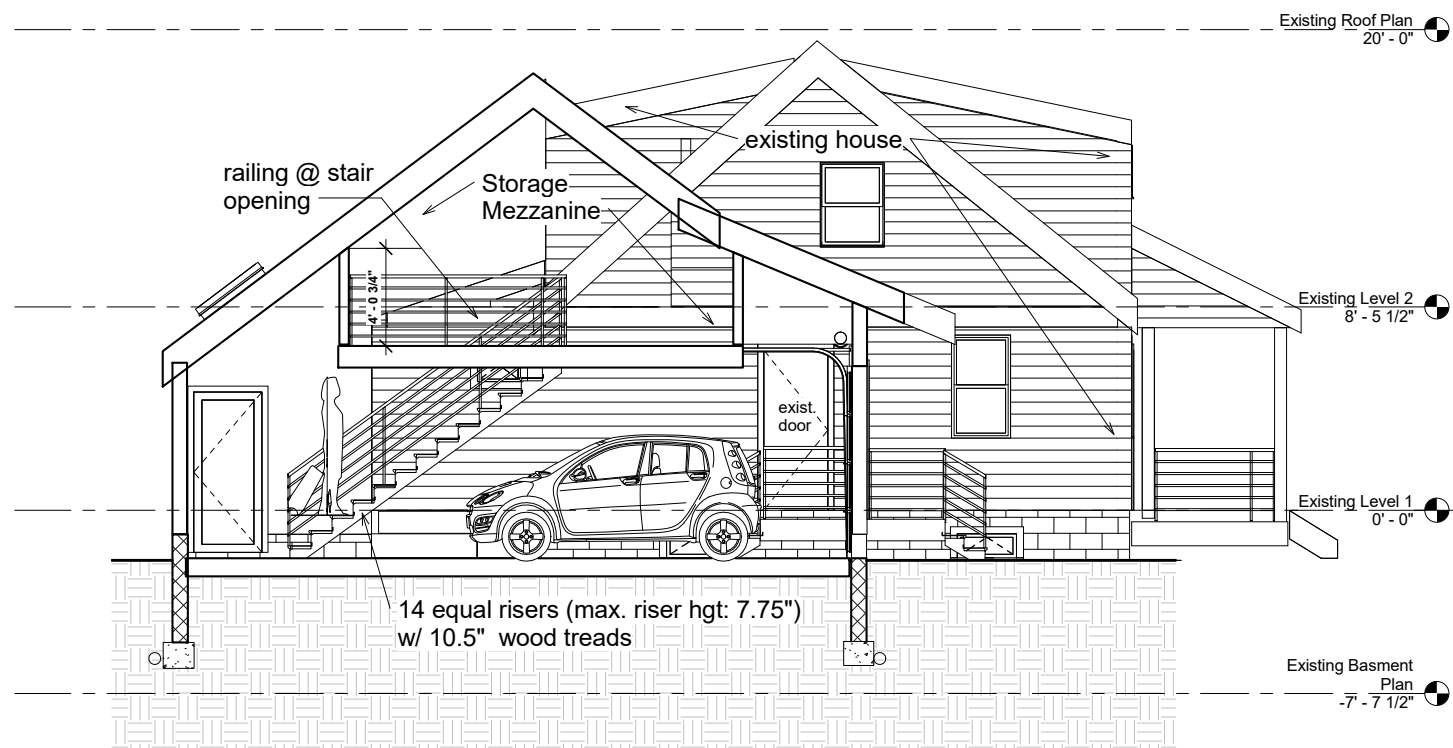 Existing Roof Plan
20' - 0"
existing house
railing @ stair
opening
Storage
Mezzanine
4' - 0 3/4"
Existing Level 2
8' - 5 1/2"
exist.
door
Existing Level 1
0' - 0"
14 equal risers (max. riser hgt: 7.75")
w/ 10.5" wood treads
Existing Basment
Plan
-7' - 7 1/2"